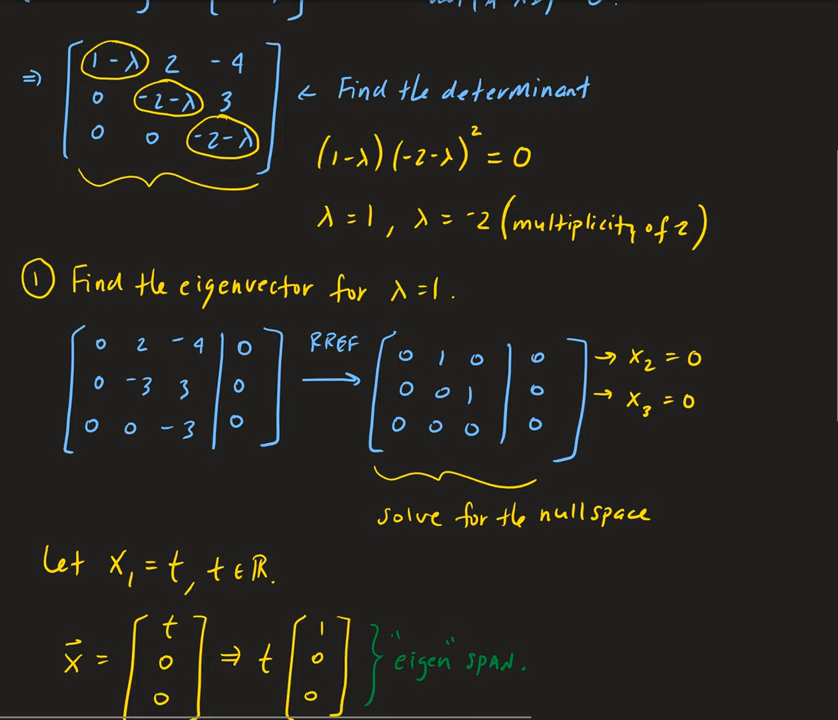 ⇒ [ 1-λ 2 -4 ] ← Find the determinant
[ 0 -2-λ 3 ]
[ 0 0 -2-λ ]
(1-λ)(-2-λ)² = 0
λ = 1, λ = -2 (multiplicity of 2)
① Find the eigenvector for λ = 1.
[ 0 2 -4 | 0 ] RREF → [ 0 1 0 | 0 ] → x₂ = 0
[ 0 -3 3 | 0 ] [ 0 0 1 | 0 ] → x₃ = 0
[ 0 0 -3 | 0 ] [ 0 0 0 | 0 ]
solve for the null space
Let x₁ = t, t ∈ ℝ.
x⃗ = [ t 0 0 ] ⇒ t [ 1 0 0 ] } "eigen" SPAN.